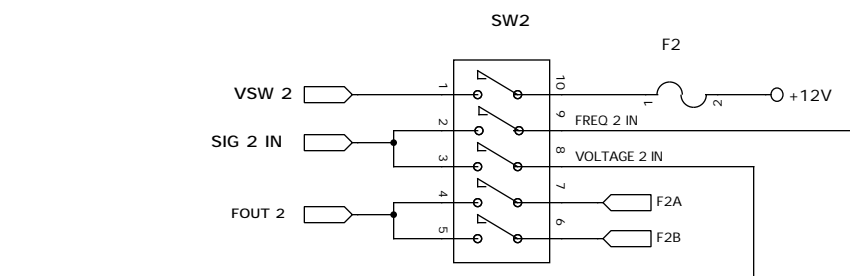 SW2
F2
VSW 2
1
10
1
2
+12V
SIG 2 IN
2
9
FREQ 2 IN
3
8
VOLTAGE 2 IN
FOUT 2
4
7
F2A
5
6
F2B